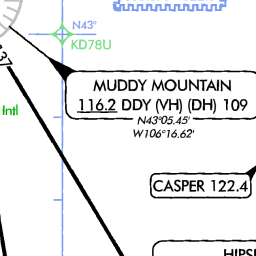 N43°
KD78U
37
MUDDY MOUNTAIN
116.2 DDY (VH) (DH) 109
N43°05.45'
W106°16.62'
Intl
CASPER 122.4